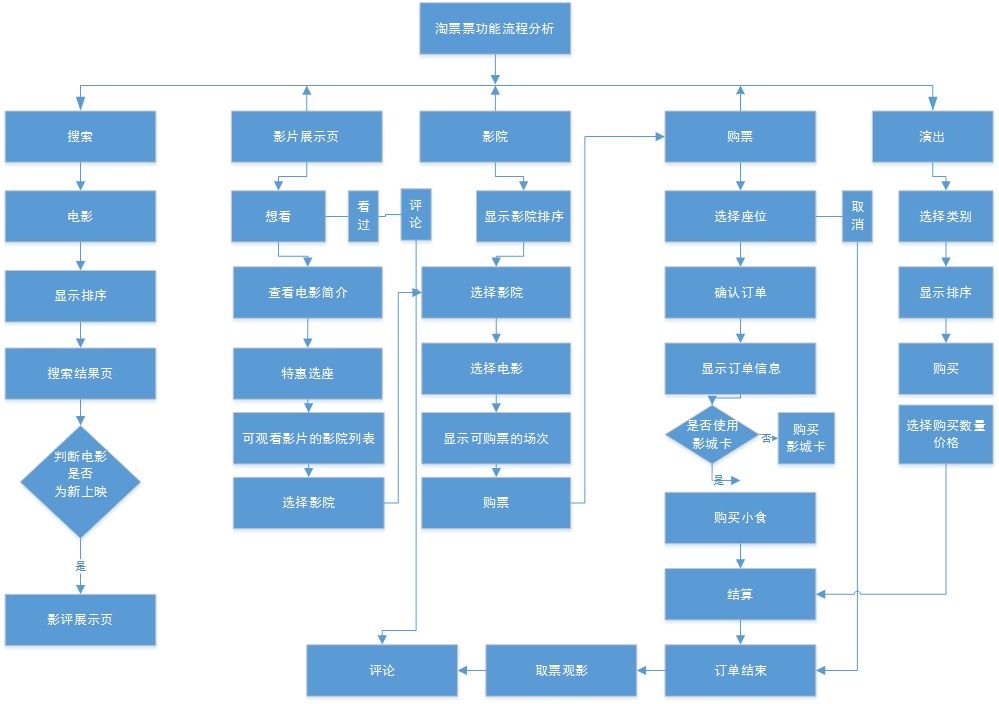 淘票票功能流程分析
搜索
影片展示页
影院
购票
演出
电影
想看
看
过
评
论
显示影院排序
选择座位
取
消
选择类别
显示排序
查看电影简介
选择影院
确认订单
显示排序
搜索结果页
特惠选座
选择电影
显示订单信息
购买
判断电影
是否
为新上映
可观看影片的影院列表
显示可购票的场次
是否使用
影城卡
否
购买
影城卡
选择购买数量
价格
选择影院
购票
是
购买小食
是
影评展示页
结算
评论
取票观影
订单结束